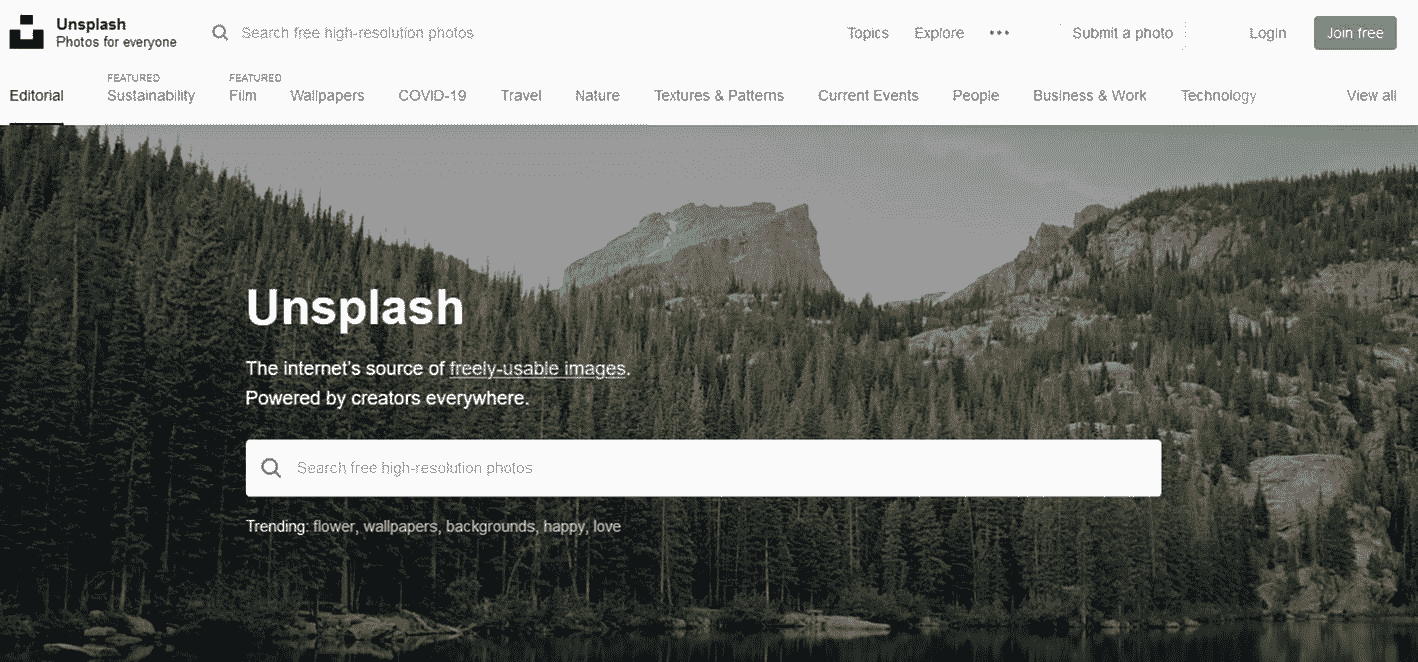 Unsplash
Photos for everyone
Search free high-resolution photos
Topics Explore ••• Submit a photo Login Join free
FEATURED FEATURED
Editorial Sustainability Film Wallpapers COVID-19 Travel Nature Textures & Patterns Current Events People Business & Work Technology View all
Unsplash
The internet's source of freely-usable images.
Powered by creators everywhere.
Search free high-resolution photos
Trending: flower, wallpapers, backgrounds, happy, love